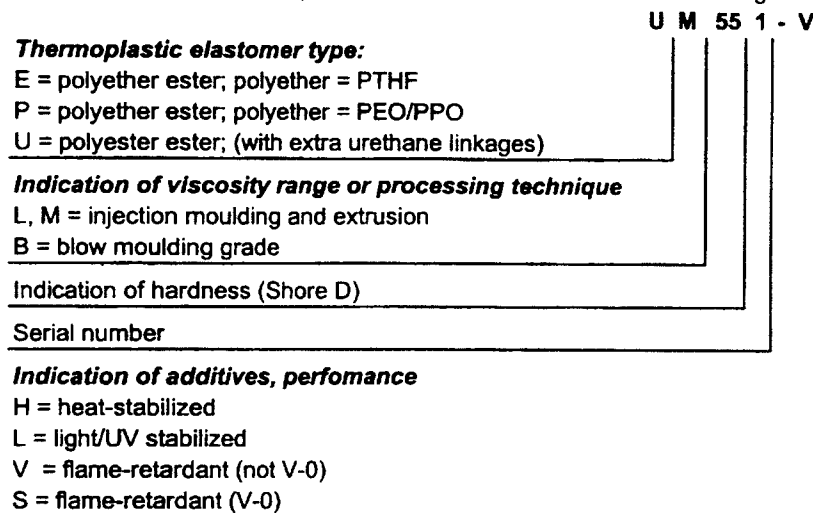 U M 55 1 - V
Thermoplastic elastomer type:
E = polyether ester; polyether = PTHF
P = polyether ester; polyether = PEO/PPO
U = polyester ester; (with extra urethane linkages)
Indication of viscosity range or processing technique
L, M = injection moulding and extrusion
B = blow moulding grade
Indication of hardness (Shore D)
Serial number
Indication of additives, perfomance
H = heat-stabilized
L = light/UV stabilized
V = flame-retardant (not V-0)
S = flame-retardant (V-0)